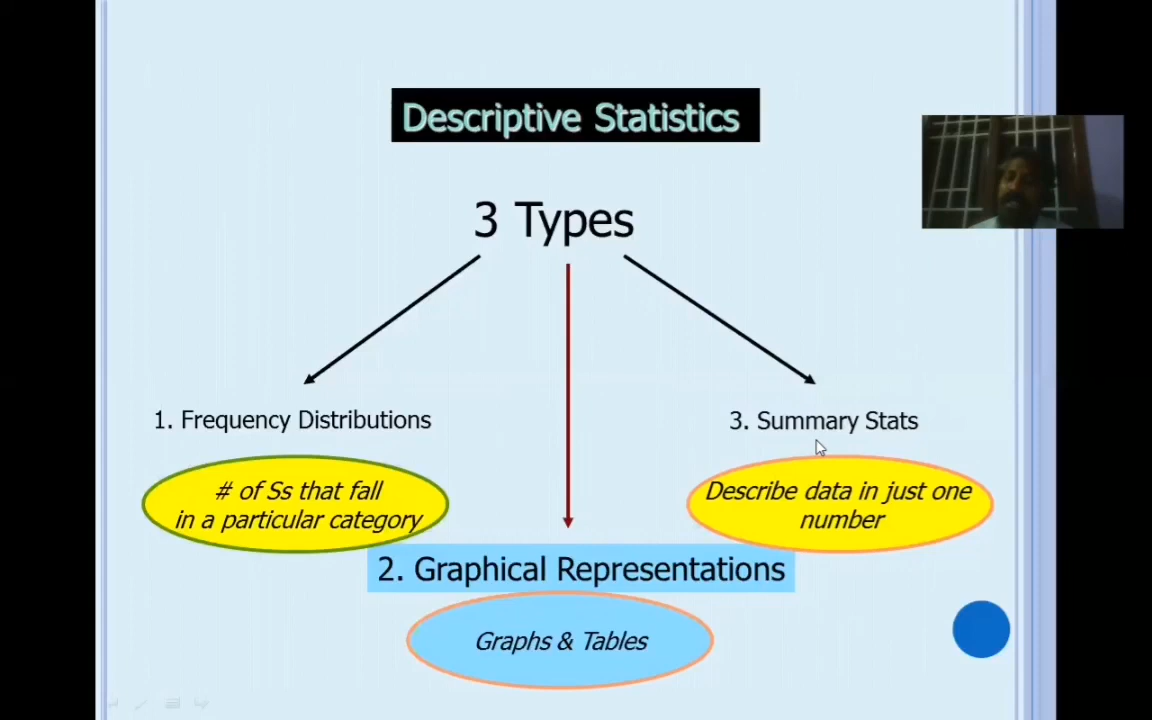 Descriptive Statistics
3 Types
1. Frequency Distributions
# of Ss that fall
in a particular category
3. Summary Stats
Describe data in just one
number
2. Graphical Representations
Graphs & Tables